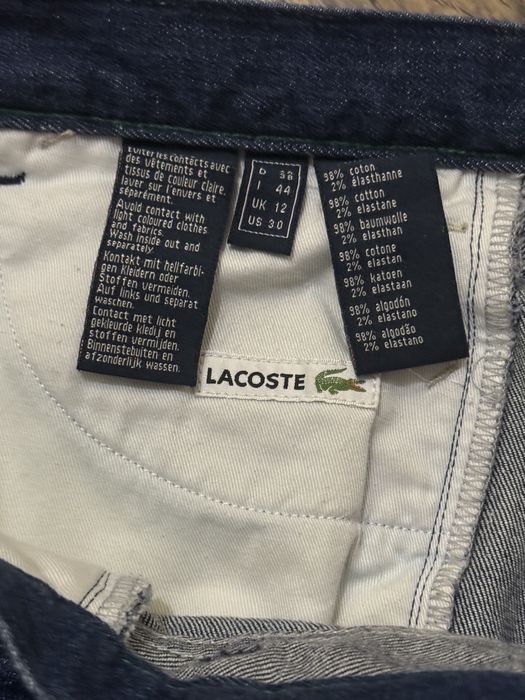 Eviter les contacts avec
des vêtements et
tissus de Couleur claire.
laver sur l'envers et
séparément.
Avoid contact with
light coloured clothes
and fabrics.
Wash inside out and
separately
Kontakt mit hellfarbi-
gen Kleidern oder
Stoffen vermeiden.
Auf links und separat
waschen.
Contact met licht
gekleurde kledij en
stoffen vermijden.
Binnenstebuiten en
afzonderlijk wassen.
D 38
I 44
UK 12
US 30
98% coton
2% élasthanne
98% cotton
2% elastane
98% baumwolle
2% elasthan
98% cotone
2% elastan
98% katoen
2% elastaan
98% algodón
2% elastano
98% algodão
2% elastano
LACOSTE